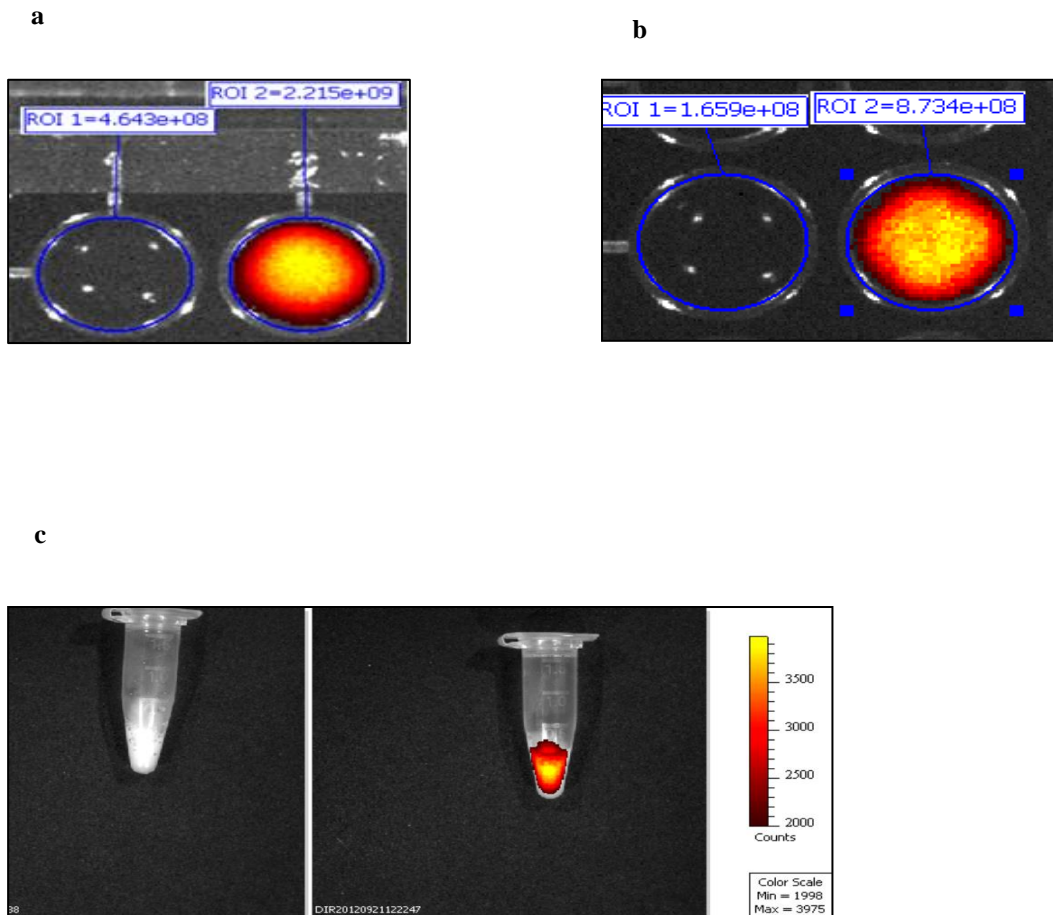 a
b
ROI 2=2.215e+09
ROI 1=4.643e+08
ROI 1=1.659e+08
ROI 2=8.734e+08
c
3500
3000
2500
2000
Counts
38
DIR20120921122247
Color Scale
Min = 1998
Max = 3975